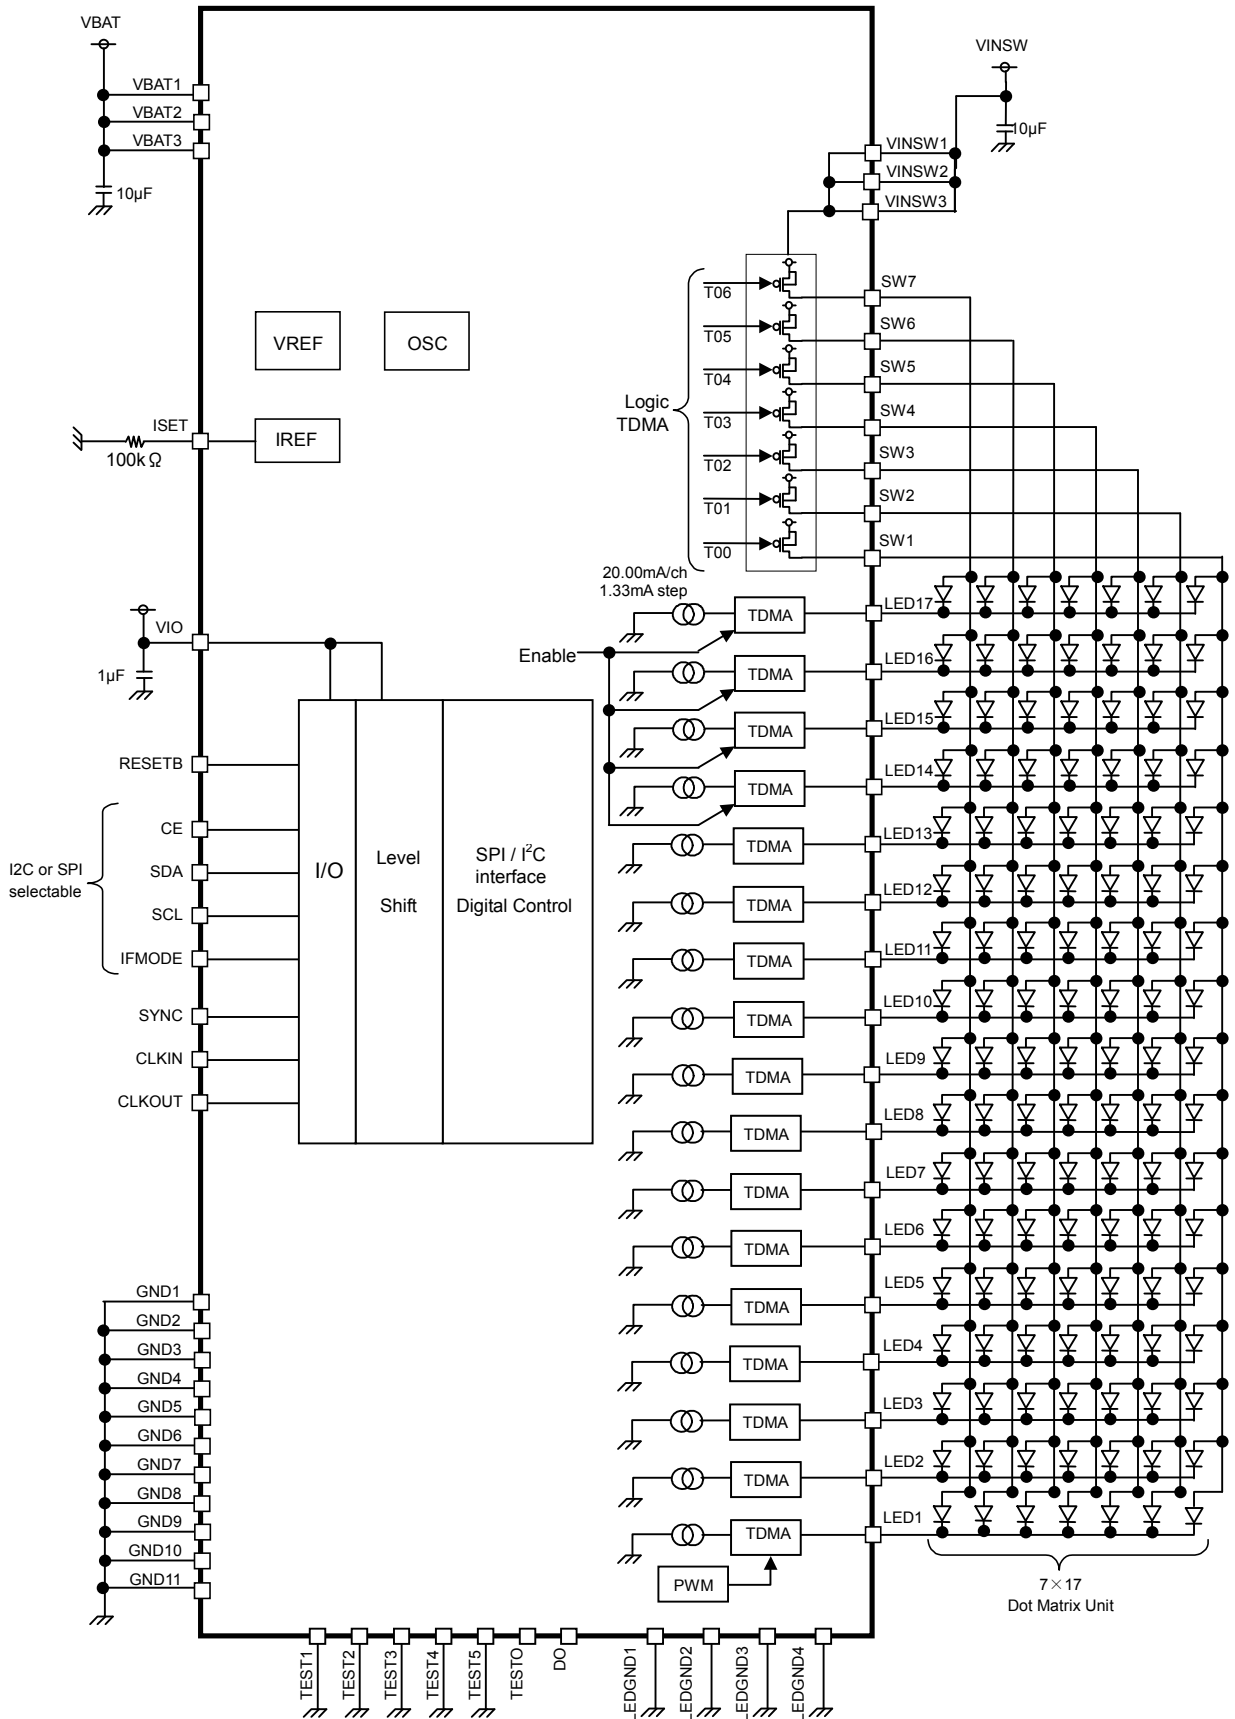 VBAT
VBAT1
VBAT2
VBAT3
10µF
VINSW
10µF
VINSW1
VINSW2
VINSW3
T06
T05
T04
T03
T02
T01
T00
Logic
TDMA
SW7
SW6
SW5
SW4
SW3
SW2
SW1
VREF
OSC
ISET
100kΩ
IREF
20.00mA/ch
1.33mA step
VIO
1µF
Enable
RESETB
I2C or SPI
selectable
CE
SDA
SCL
IFMODE
SYNC
CLKIN
CLKOUT
I/O
Level
Shift
SPI / I²C
interface
Digital Control
TDMA
LED17
TDMA
LED16
TDMA
LED15
TDMA
LED14
TDMA
LED13
TDMA
LED12
TDMA
LED11
TDMA
LED10
TDMA
LED9
TDMA
LED8
TDMA
LED7
TDMA
LED6
TDMA
LED5
TDMA
LED4
TDMA
LED3
TDMA
LED2
TDMA
LED1
PWM
7×17
Dot Matrix Unit
GND1
GND2
GND3
GND4
GND5
GND6
GND7
GND8
GND9
GND10
GND11
TEST1
TEST2
TEST3
TEST4
TEST5
TESTO
DO
EDGND1
EDGND2
EDGND3
EDGND4